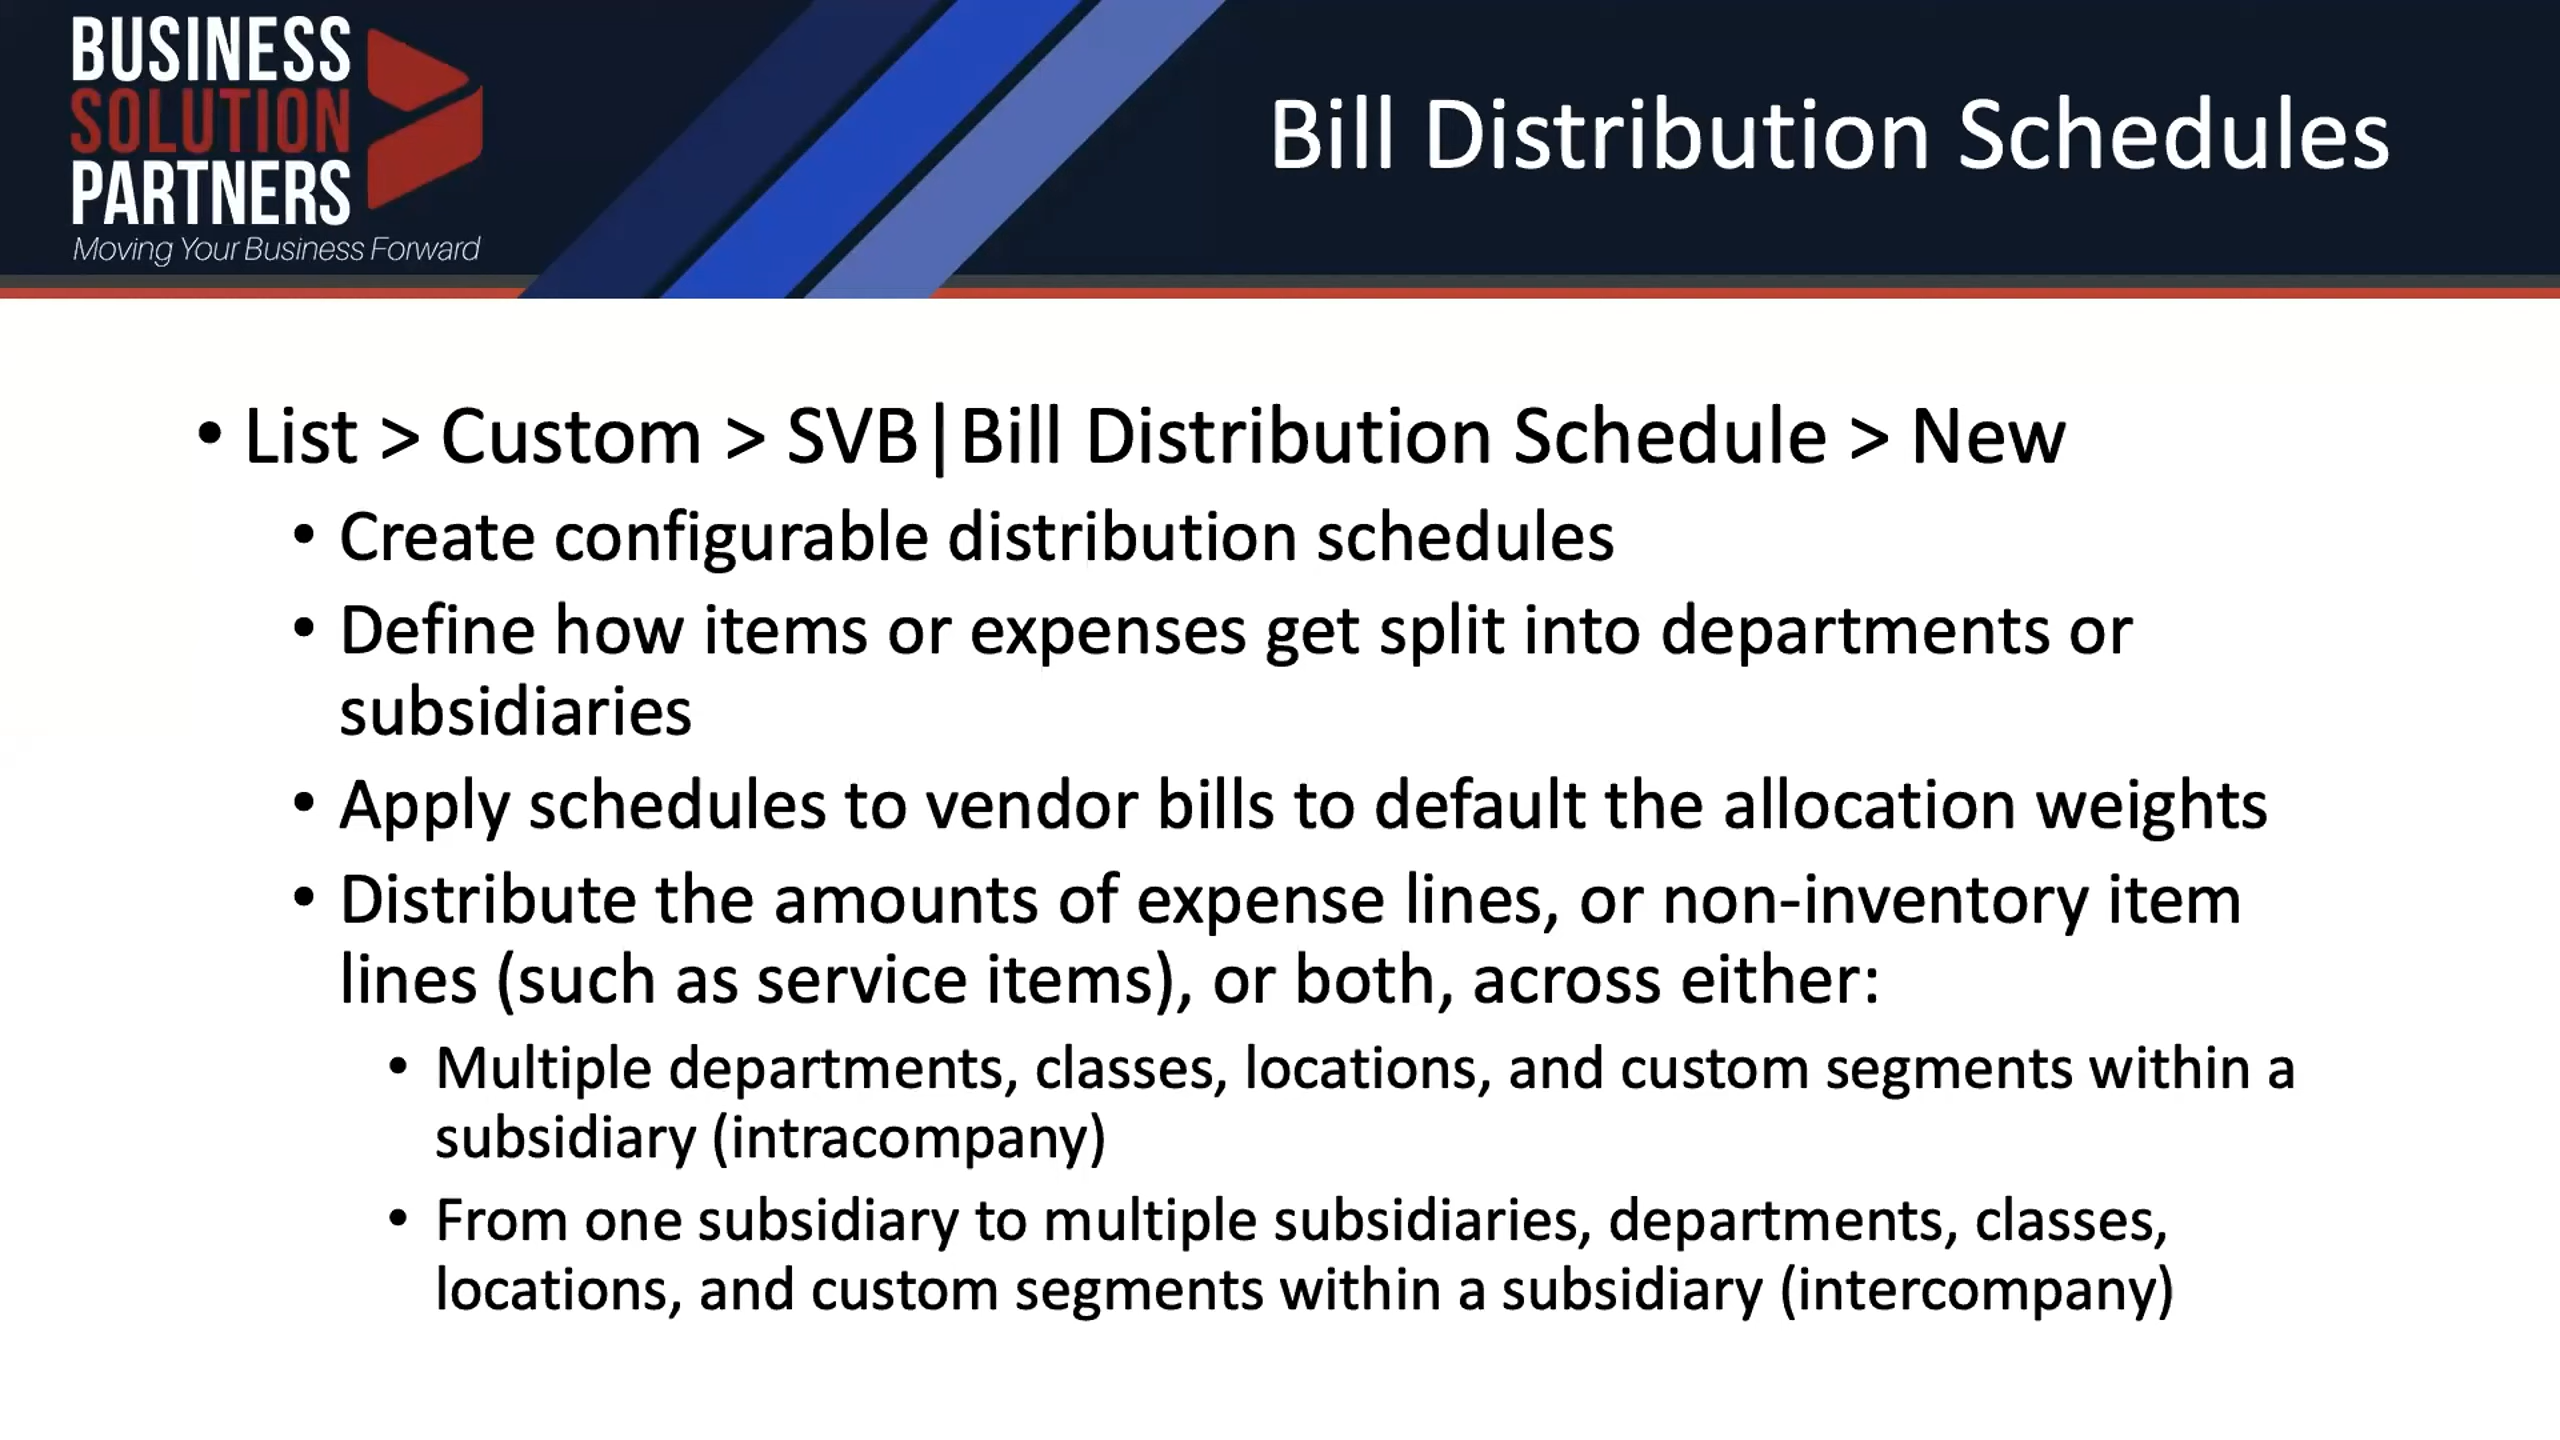 BUSINESS
SOLUTION
PARTNERS
Moving Your Business Forward
Bill Distribution Schedules
• List > Custom > SVB|Bill Distribution Schedule > New
• Create configurable distribution schedules
• Define how items or expenses get split into departments or
subsidiaries
• Apply schedules to vendor bills to default the allocation weights
• Distribute the amounts of expense lines, or non-inventory item
lines (such as service items), or both, across either:
• Multiple departments, classes, locations, and custom segments within a
subsidiary (intracompany)
• From one subsidiary to multiple subsidiaries, departments, classes,
locations, and custom segments within a subsidiary (intercompany)